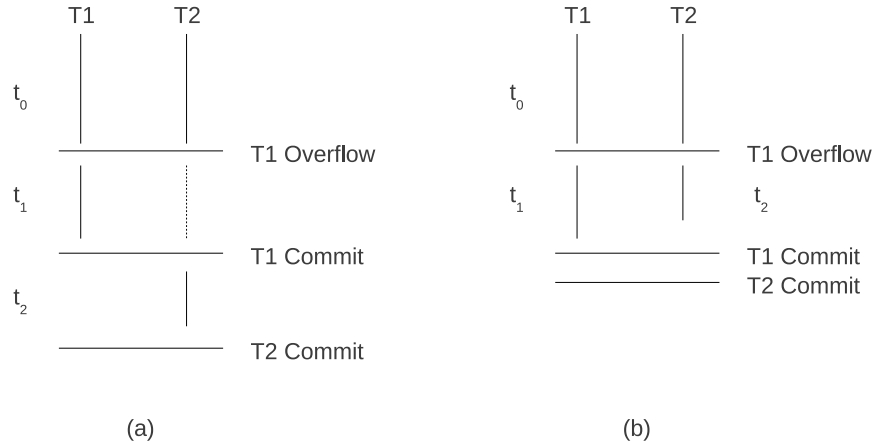 T1 T2
t0
T1 Overflow
t1
T1 Commit
t2
T2 Commit
(a)
T1 T2
t0
T1 Overflow
t1 t2
T1 Commit
T2 Commit
(b)